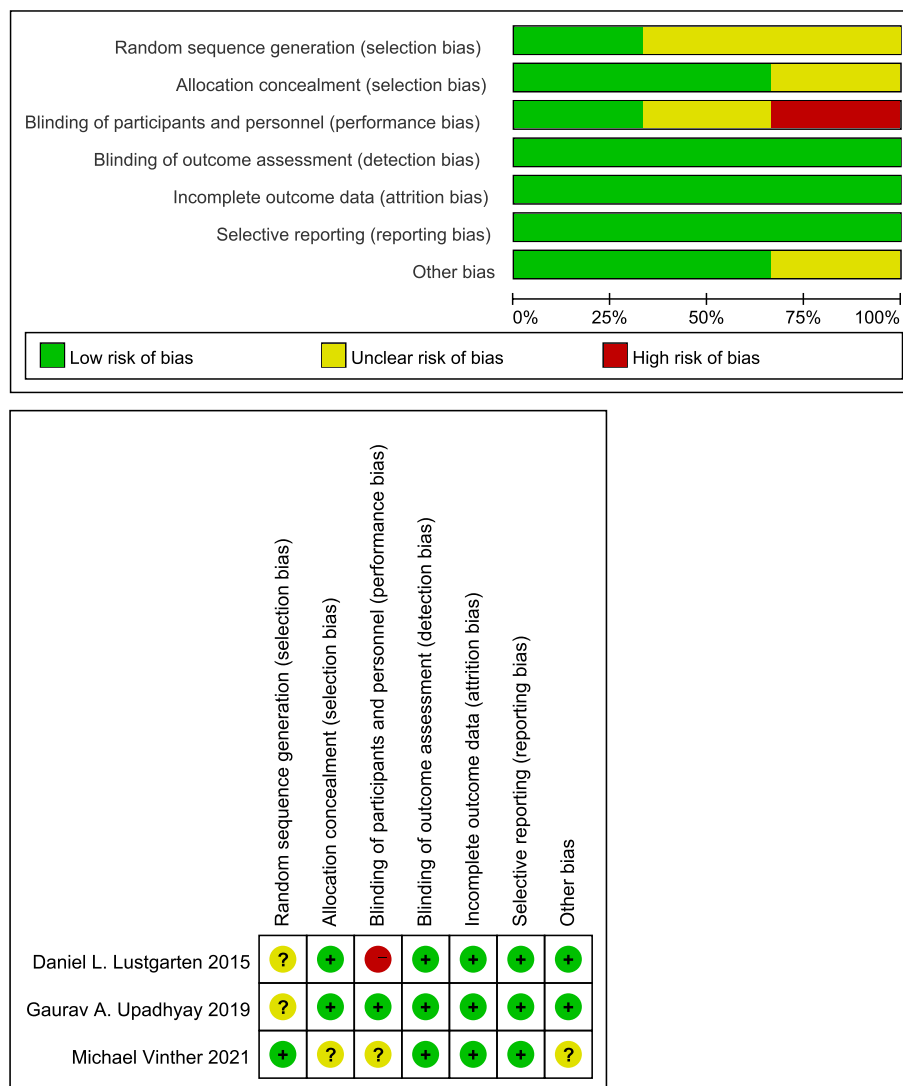 Random sequence generation (selection bias)
Allocation concealment (selection bias)
Blinding of participants and personnel (performance bias)
Blinding of outcome assessment (detection bias)
Incomplete outcome data (attrition bias)
Selective reporting (reporting bias)
Other bias
0% 25% 50% 75% 100%
Low risk of bias Unclear risk of bias High risk of bias
Random sequence generation (selection bias)
Allocation concealment (selection bias)
Blinding of participants and personnel (performance bias)
Blinding of outcome assessment (detection bias)
Incomplete outcome data (attrition bias)
Selective reporting (reporting bias)
Other bias
Daniel L. Lustgarten 2015 ? + – + + + +
Gaurav A. Upadhyay 2019 ? + + + + + +
Michael Vinther 2021 + ? ? + + + ?